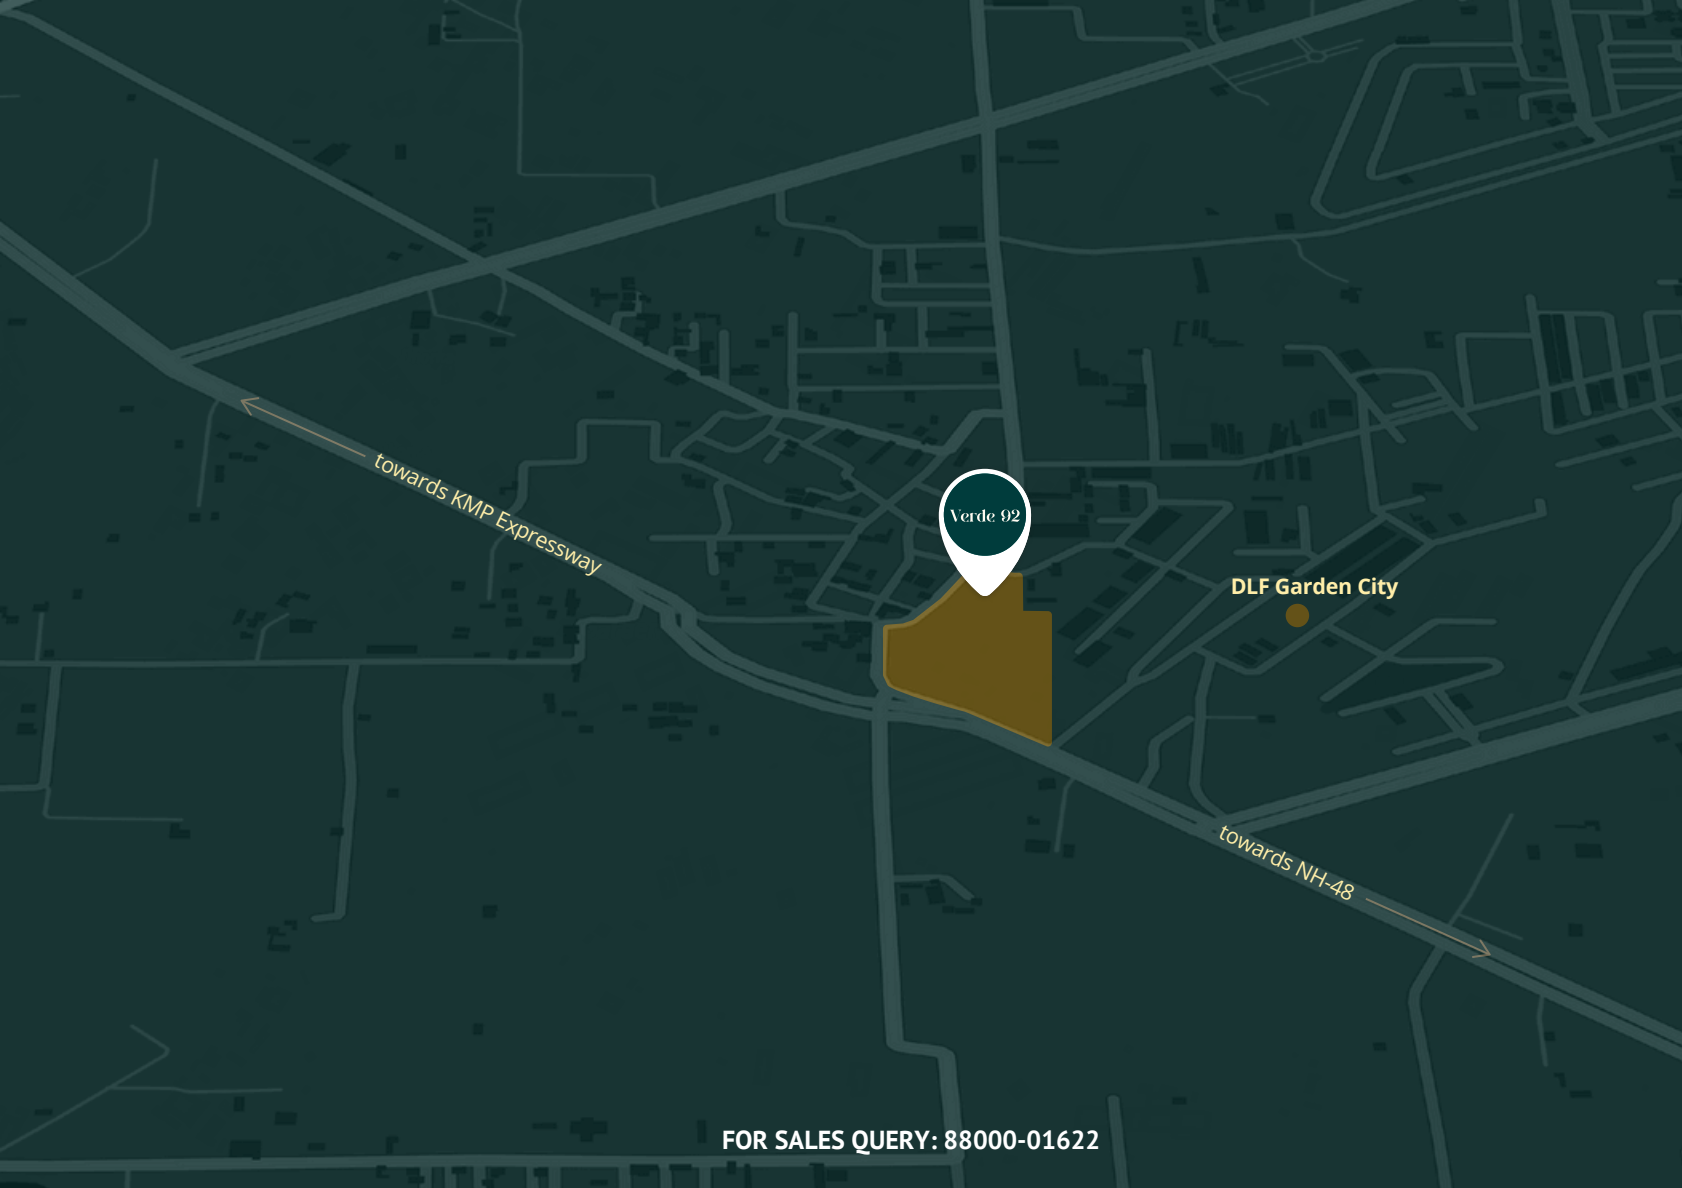 towards KMP Expressway
Verde 92
DLF Garden City
towards NH-48
FOR SALES QUERY: 88000-01622